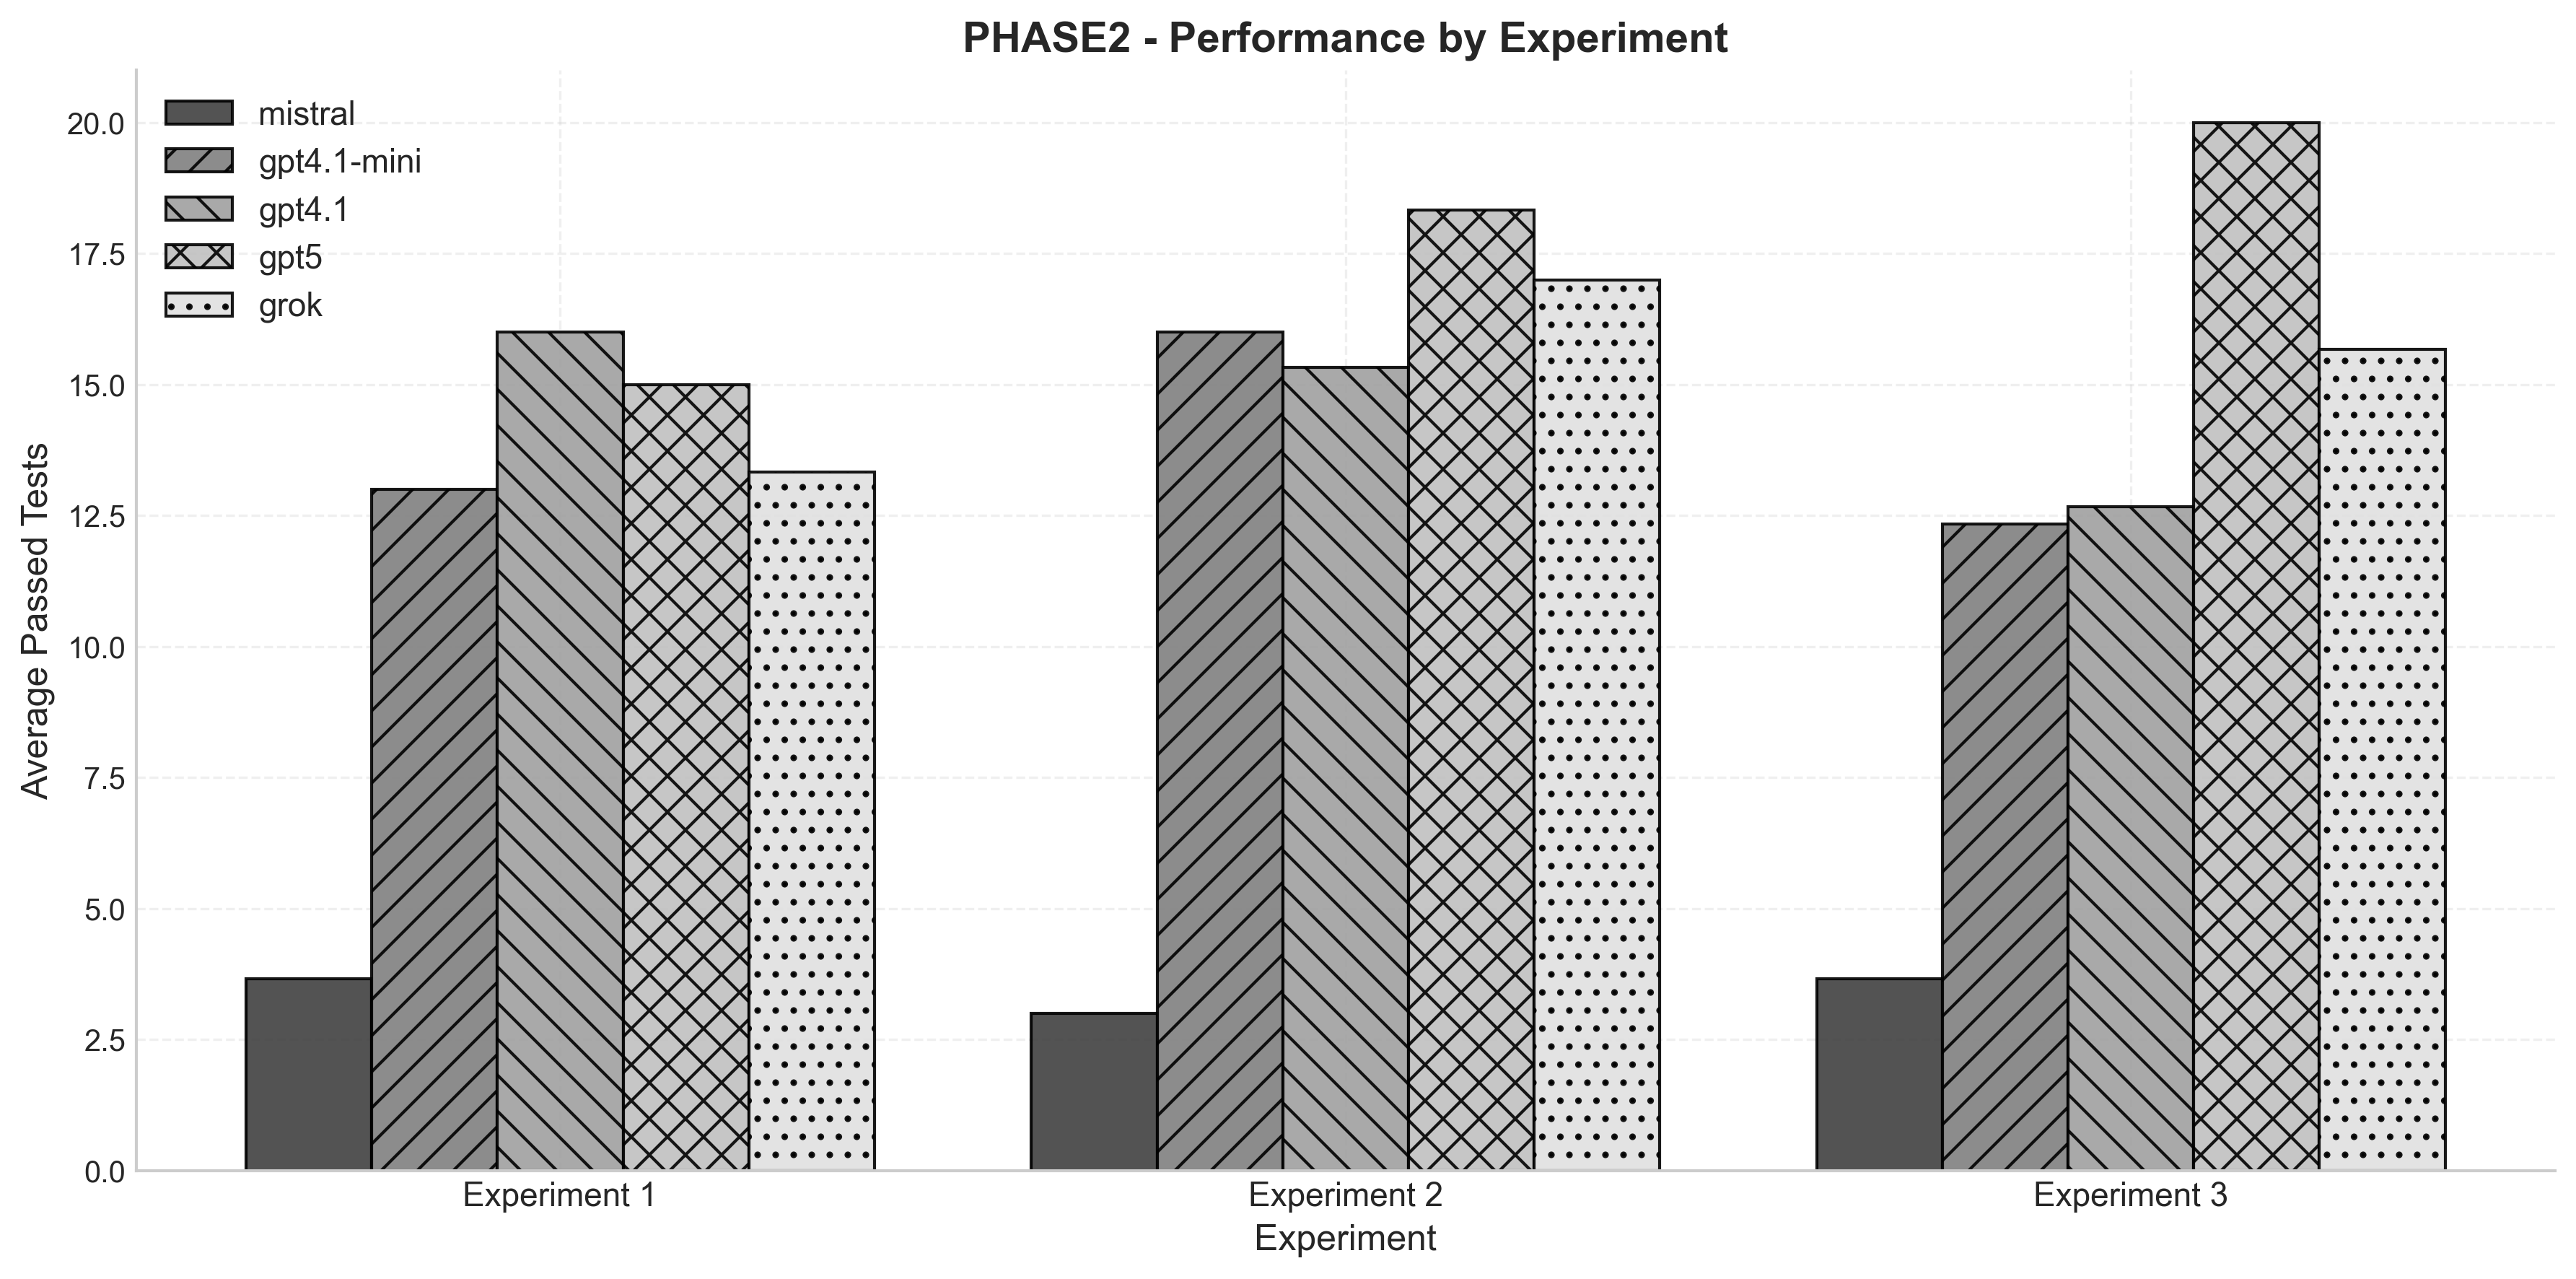 PHASE2 - Performance by Experiment
mistral
gpt4.1-mini
gpt4.1
gpt5
grok
Average Passed Tests
20.0
17.5
15.0
12.5
10.0
7.5
5.0
2.5
0.0
Experiment 1
Experiment 2
Experiment 3
Experiment